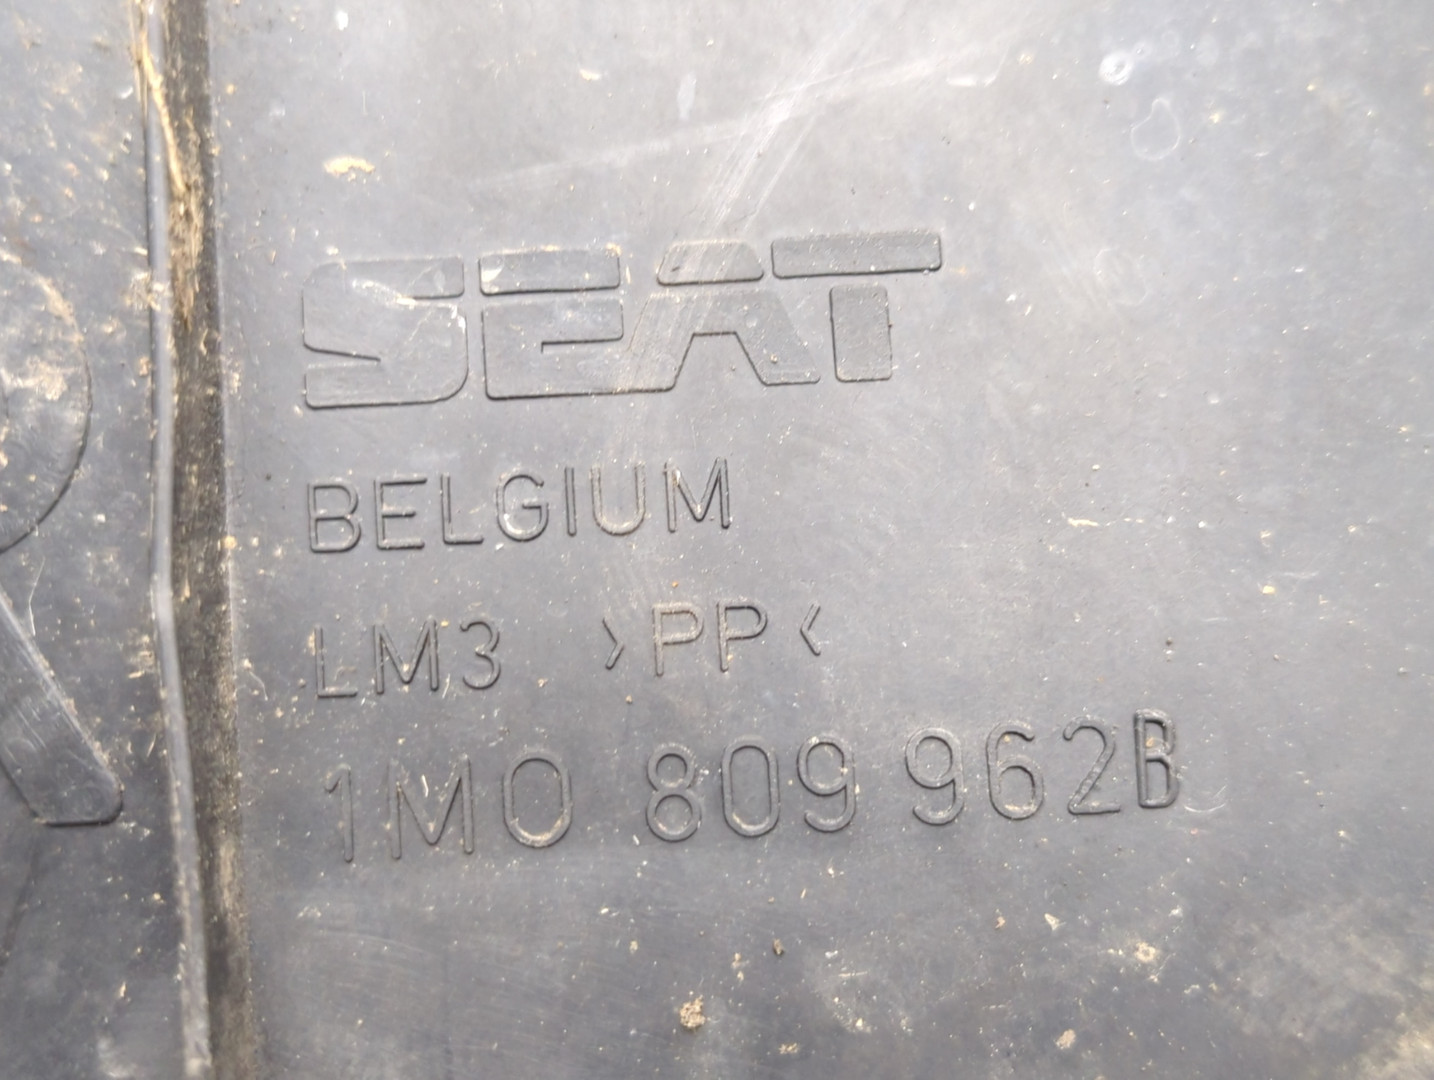 SEAT
BELGIUM
LM3 >PP<
1M0 809 962B